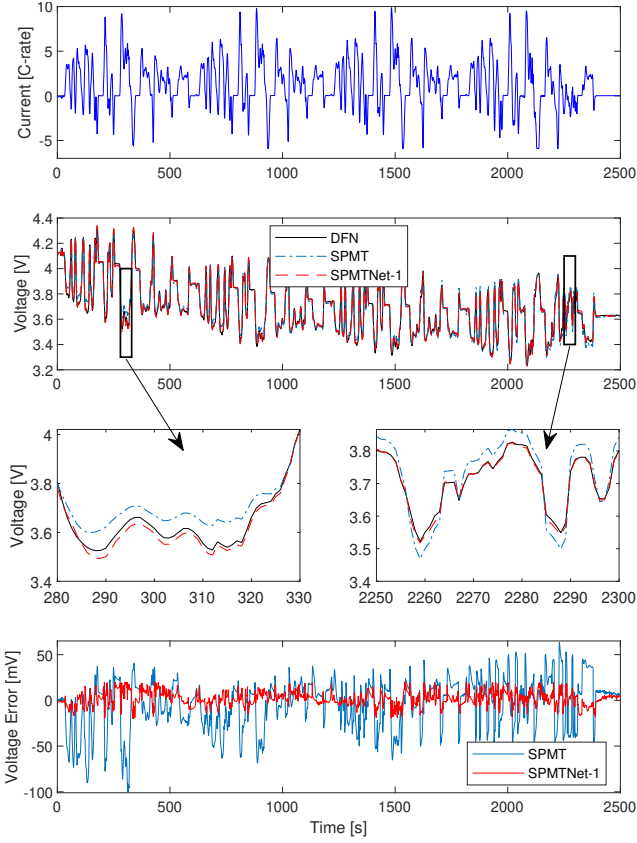 10
5
0
-5
Current [C-rate]
0 500 1000 1500 2000 2500
4.4
4.2
4
3.8
3.6
3.4
3.2
Voltage [V]
DFN
SPMT
SPMTNet-1
0 500 1000 1500 2000 2500
4
3.8
3.6
3.4
Voltage [V]
280 290 300 310 320 330
3.8
3.7
3.6
3.5
3.4
2250 2260 2270 2280 2290 2300
50
0
-50
-100
Voltage Error [mV]
SPMT
SPMTNet-1
0 500 1000 1500 2000 2500
Time [s]